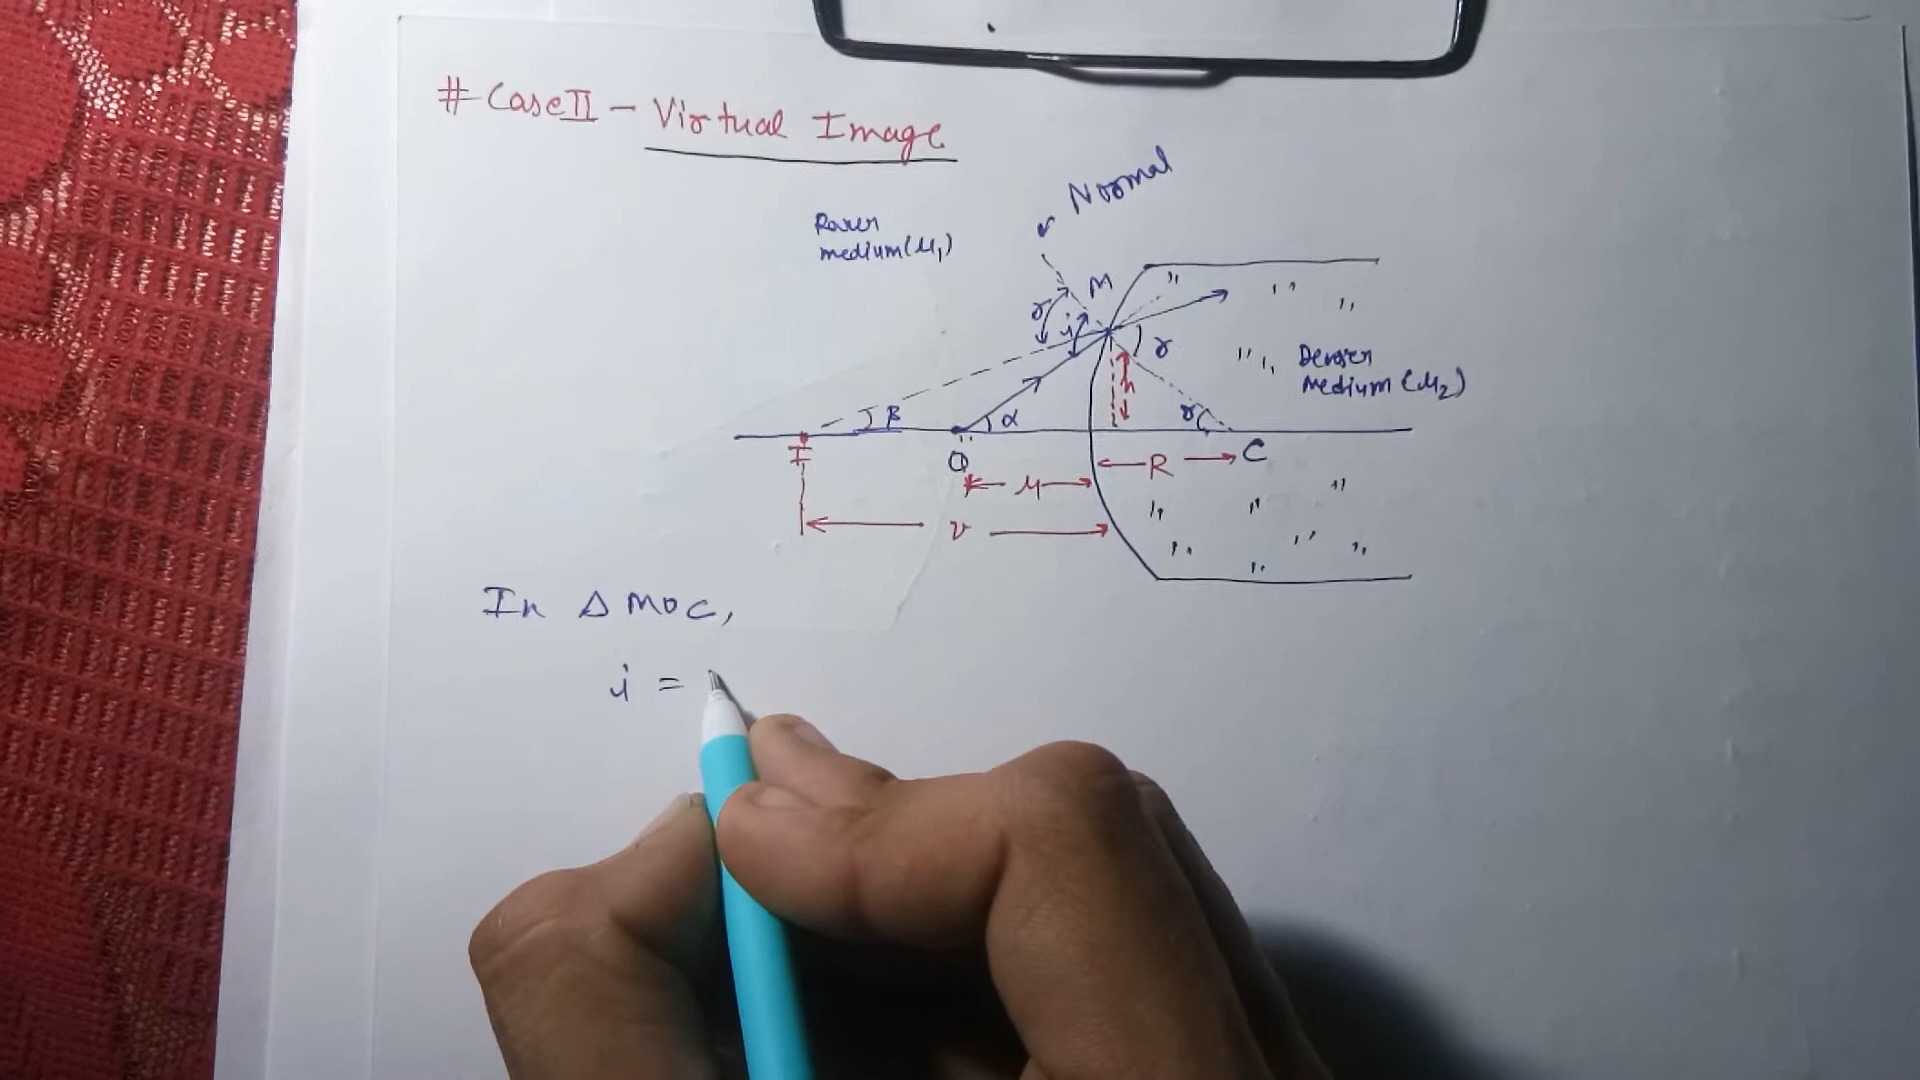 # Case II – Virtual Image
Normal
Rarer
medium(μ₁)
M
r
i
r
h
Denser
medium(μ₂)
β
α
r
I
O
R
C
u
v
In Δ MOC,
i =